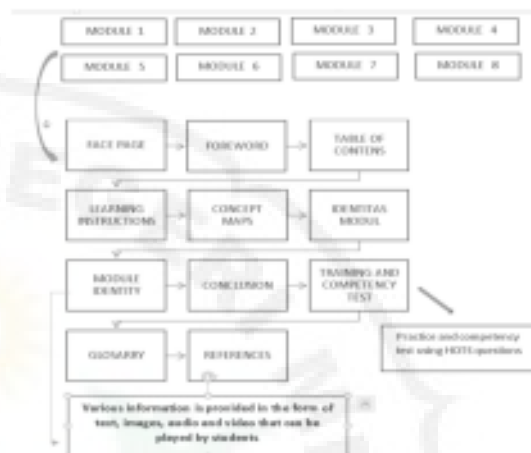 MODULE 1
MODULE 2
MODULE 3
MODULE 4
MODULE 5
MODULE 6
MODULE 7
MODULE 8
FACE PAGE
FOREWORD
TABLE OF
CONTENS
LEARNING
INSTRUCTIONS
CONCEPT
MAPS
IDENTITAS
MODUL
MODULE
IDENTITY
CONCLUSION
TRAINING AND
COMPETENCY
TEST
GLOSARRY
REFERENCES
Practice and competency
test using HOTS questions
Various information is provided in the form of
text, images, audio and video that can be
played by students